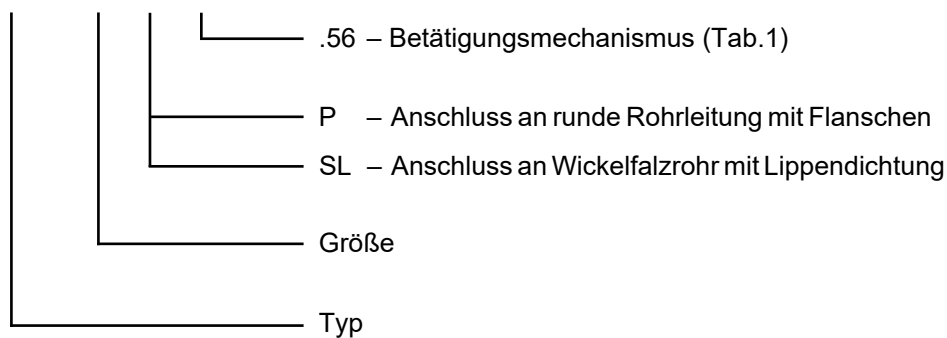 .56 – Betätigungsmechanismus (Tab.1)
P – Anschluss an runde Rohrleitung mit Flanschen
SL – Anschluss an Wickelfalzrohr mit Lippendichtung
Größe
Typ